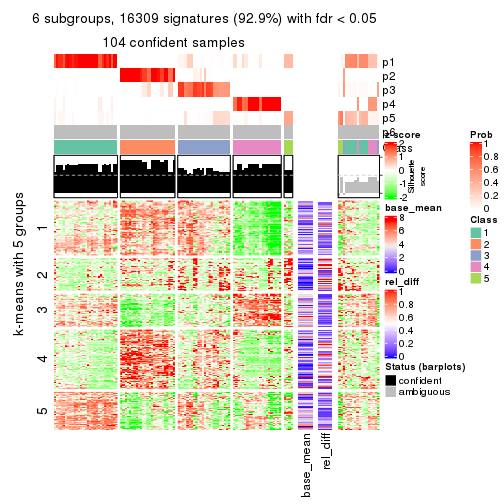 6 subgroups, 16309 signatures (92.9%) with fdr < 0.05
104 confident samples
p1
p2
p3
p4
p5
p6
Class
z-score
2
1
0
-1
-2
Silhouette
score
k-means with 5 groups
1
2
3
4
5
base_mean
rel_diff
base_mean
8
6
4
2
0
rel_diff
1
0.8
0.6
0.4
0.2
0
Status (barplots)
confident
ambiguous
Prob
1
0.8
0.6
0.4
0.2
0
Class
1
2
3
4
5